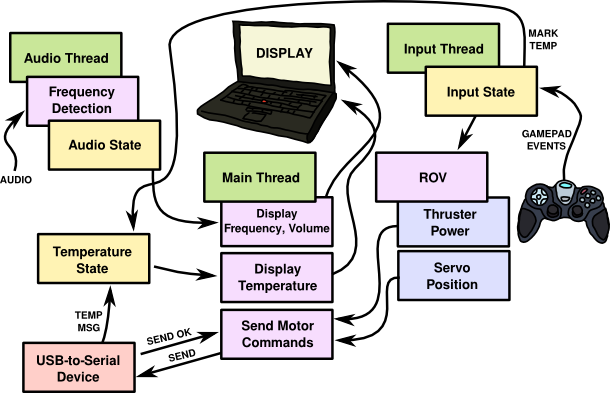 Audio Thread
Frequency
Detection
Audio State
AUDIO
DISPLAY
Input Thread
Input State
MARK
TEMP
GAMEPAD
EVENTS
Main Thread
Display
Frequency, Volume
ROV
Thruster
Power
Servo
Position
Temperature
State
Display
Temperature
TEMP
MSG
SEND OK
SEND
Send Motor
Commands
USB-to-Serial
Device